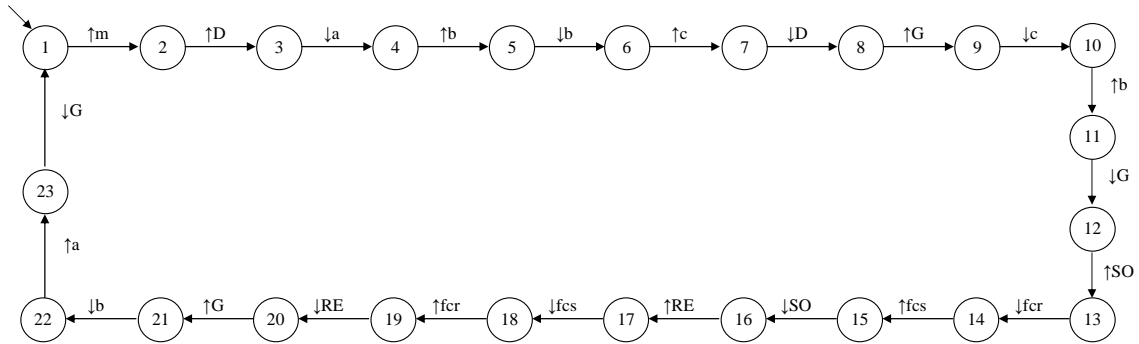 ↑m ↑D ↓a ↑b ↓b ↑c ↓D ↑G ↓c
1 2 3 4 5 6 7 8 9 10
↑b
↓G
11
↓G
23
12
↑a
↑SO
↓b ↑G ↓RE ↑fcr ↓fcs ↑RE ↓SO ↑fcs ↓fcr
22 21 20 19 18 17 16 15 14 13